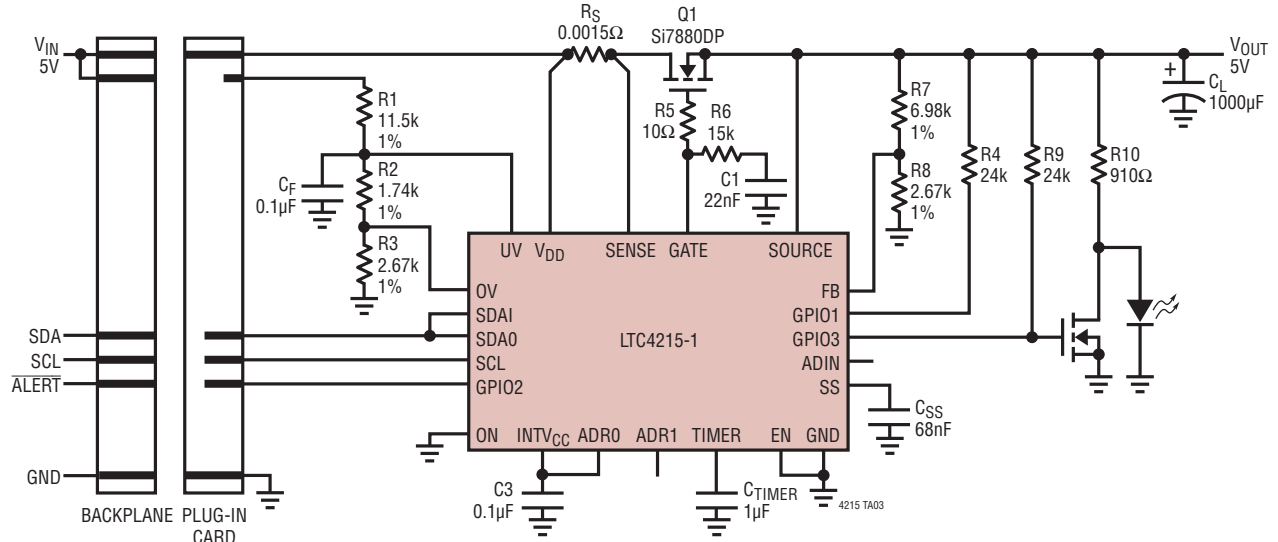 RS
0.0015Ω
Q1
Si7880DP
VIN
5V
VOUT
5V
+
CL
1000µF
R1
11.5k
1%
R5
10Ω
R6
15k
R7
6.98k
1%
CF
0.1µF
R2
1.74k
1%
C1
22nF
R8
2.67k
1%
R4
24k
R9
24k
R10
910Ω
R3
2.67k
1%
UV VDD SENSE GATE SOURCE
OV
SDAI
SDA0
SCL
GPIO2
ON
LTC4215-1
FB
GPIO1
GPIO3
ADIN
SS
INTVCC ADR0 ADR1 TIMER EN GND
SDA
SCL
ALERT
GND
CSS
68nF
C3
0.1µF
CTIMER
1µF
4215 TA03
BACKPLANE
PLUG-IN
CARD